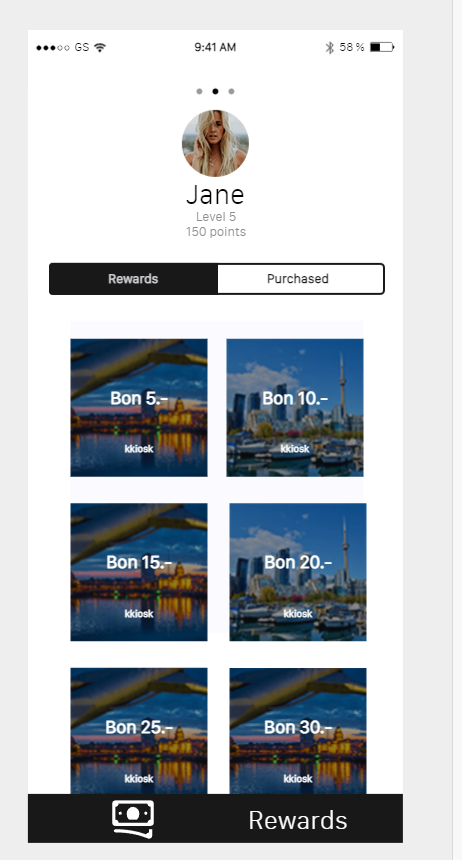 GS 9:41 AM 58 %
Jane
Level 5
150 points
Rewards Purchased
Bon 5.- Bon 10.-
kkiosk kkiosk
Bon 15.- Bon 20.-
kkiosk kkiosk
Bon 25.- Bon 30.-
kkiosk kkiosk
Rewards